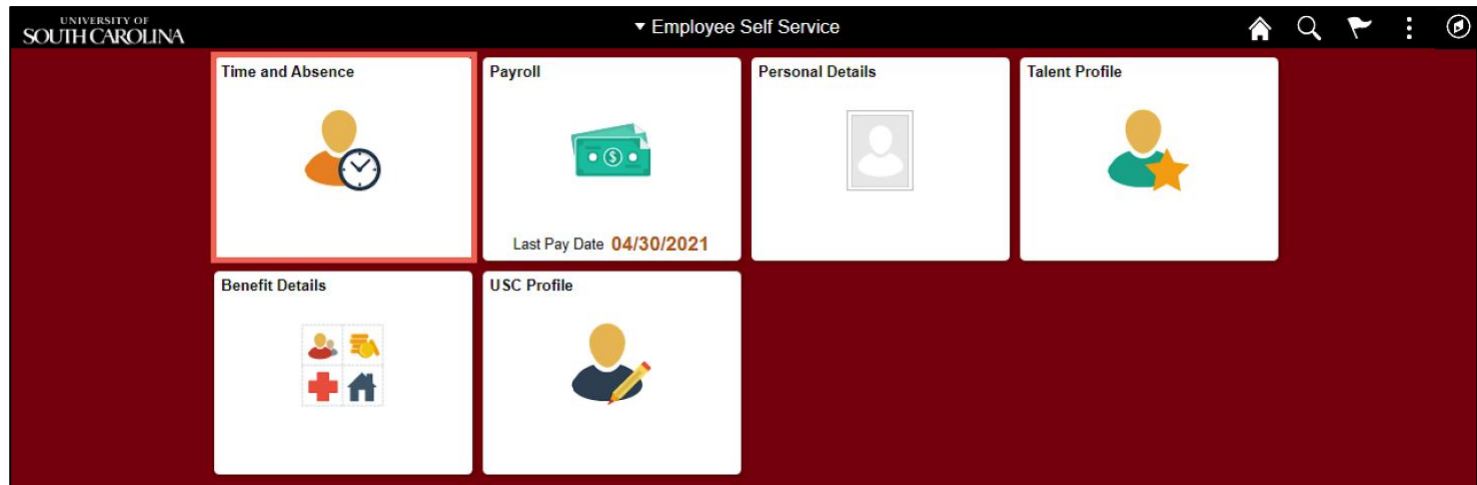 UNIVERSITY OF
SOUTH CAROLINA
Employee Self Service
Time and Absence
Payroll
Personal Details
Talent Profile
Last Pay Date 04/30/2021
Benefit Details
USC Profile